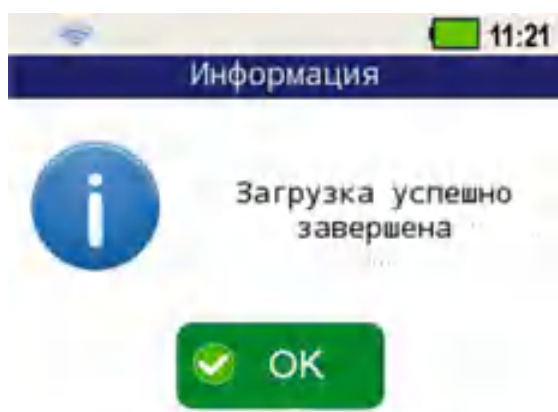 11:21
Информация
Загрузка успешно
завершена
OK